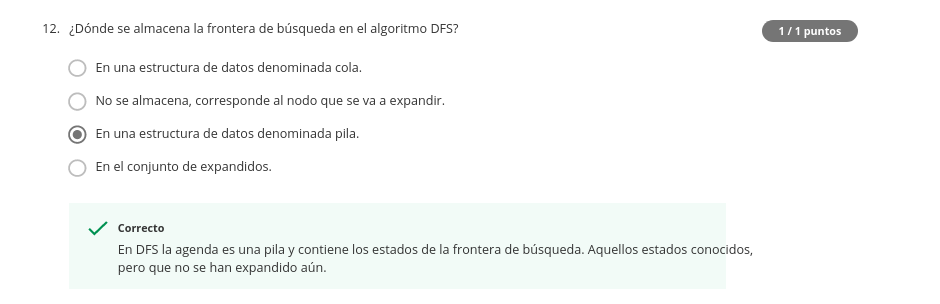 12. ¿Dónde se almacena la frontera de búsqueda en el algoritmo DFS?
1 / 1 puntos
En una estructura de datos denominada cola.
No se almacena, corresponde al nodo que se va a expandir.
En una estructura de datos denominada pila.
En el conjunto de expandidos.
Correcto
En DFS la agenda es una pila y contiene los estados de la frontera de búsqueda. Aquellos estados conocidos,
pero que no se han expandido aún.